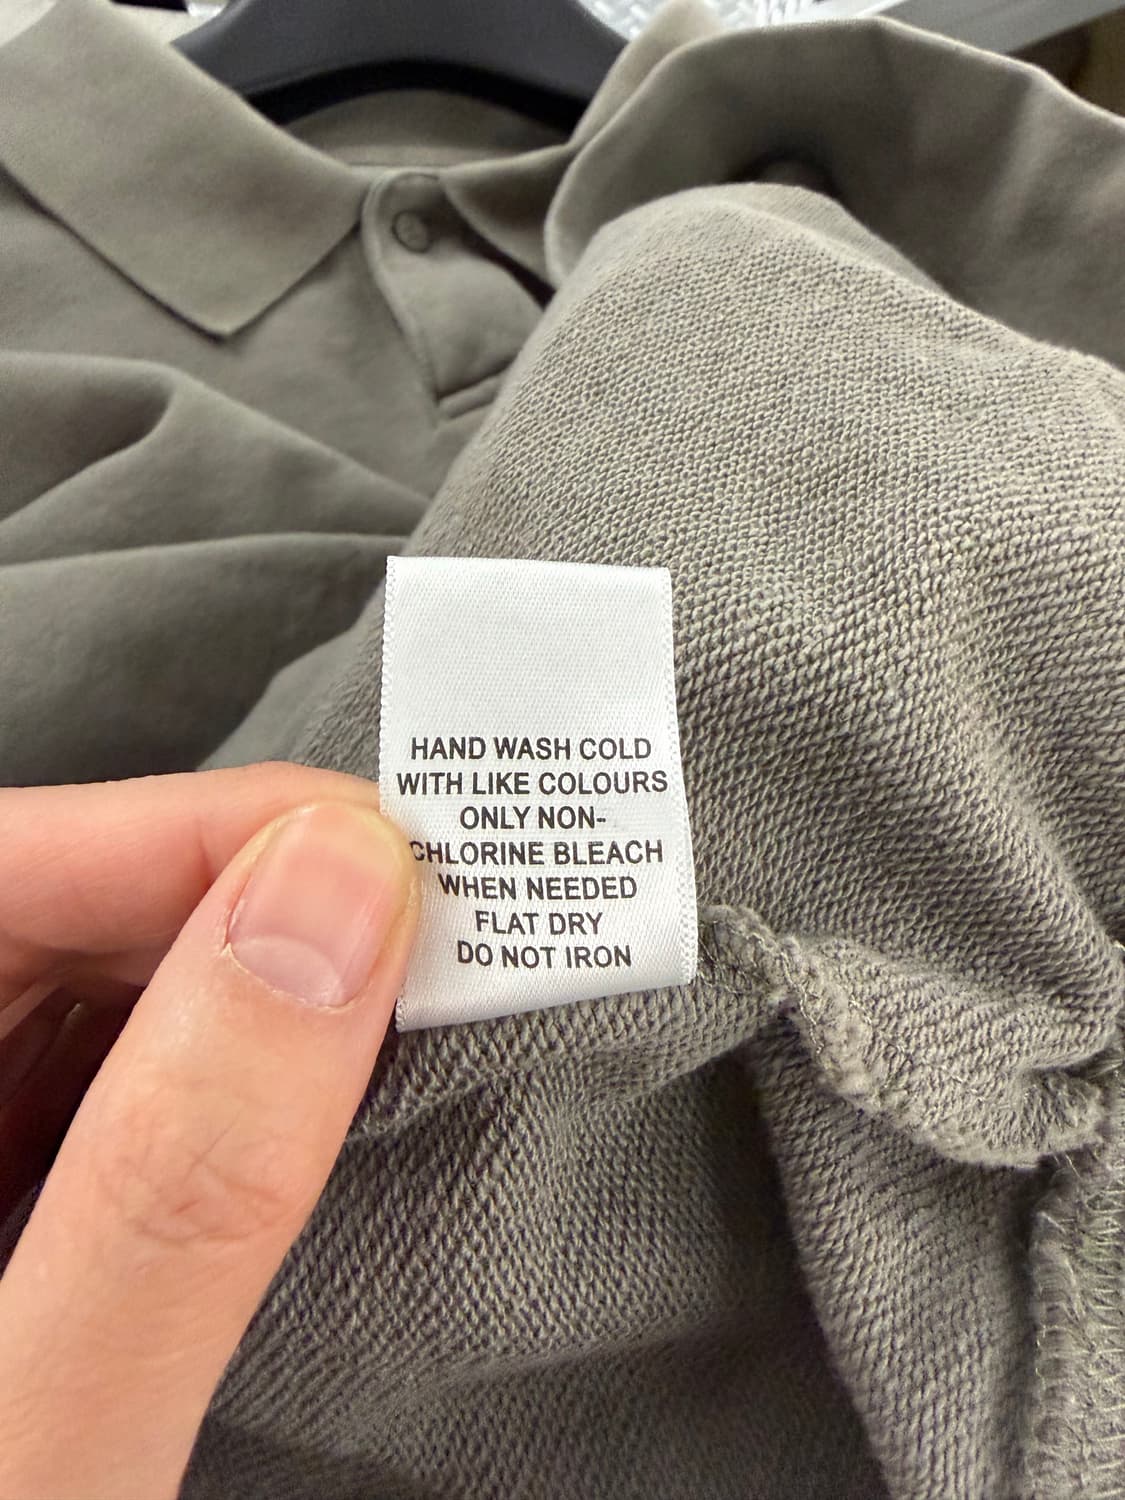 HAND WASH COLD
WITH LIKE COLOURS
ONLY NON-
CHLORINE BLEACH
WHEN NEEDED
FLAT DRY
DO NOT IRON